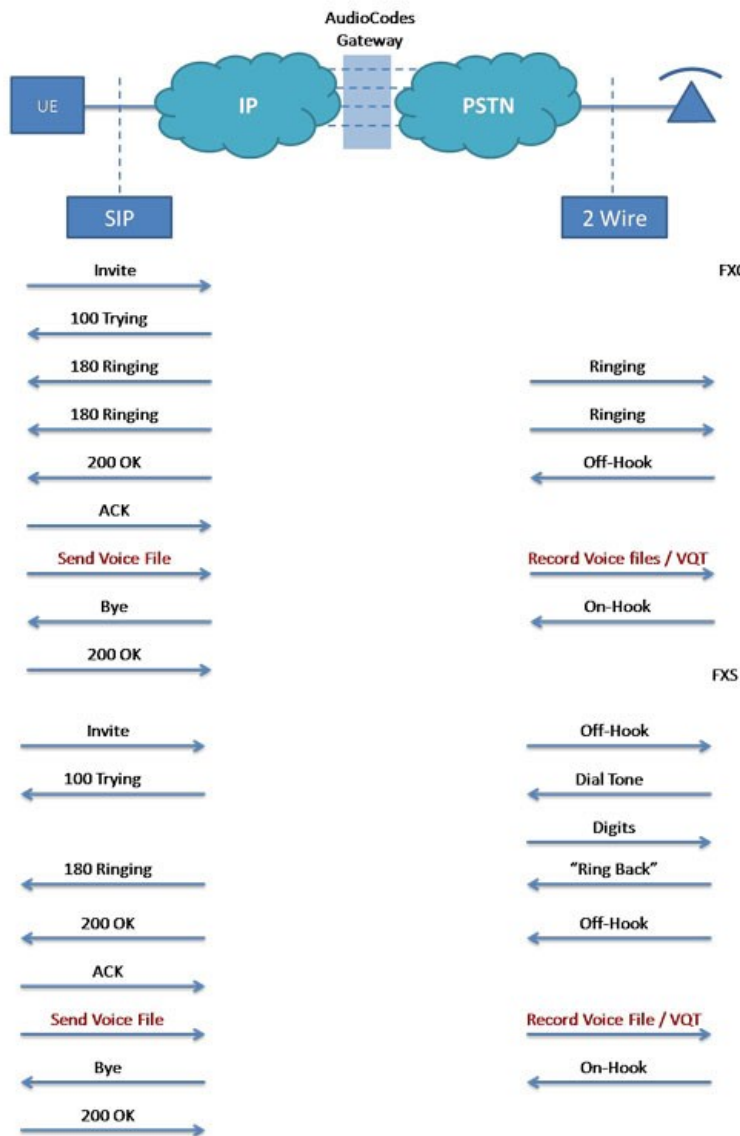 AudioCodes
Gateway
UE
IP
PSTN
SIP
2 Wire
Invite
FXO
100 Trying
180 Ringing
Ringing
180 Ringing
Ringing
200 OK
Off-Hook
ACK
Send Voice File
Record Voice files / VQT
Bye
On-Hook
200 OK
FXS
Invite
Off-Hook
100 Trying
Dial Tone
Digits
180 Ringing
“Ring Back”
200 OK
Off-Hook
ACK
Send Voice File
Record Voice File / VQT
Bye
On-Hook
200 OK